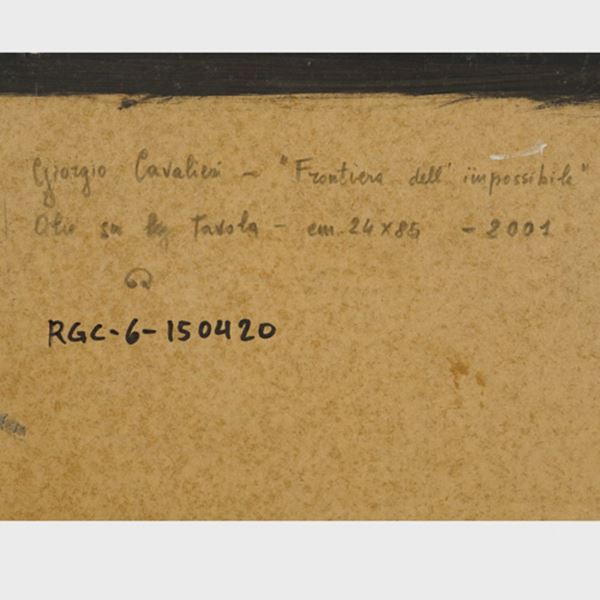 Giorgio Cavalieri - "Frontiera dell' impossibile"
Olio su Tavola - cm. 24x85 - 2001
RGC-6-150420